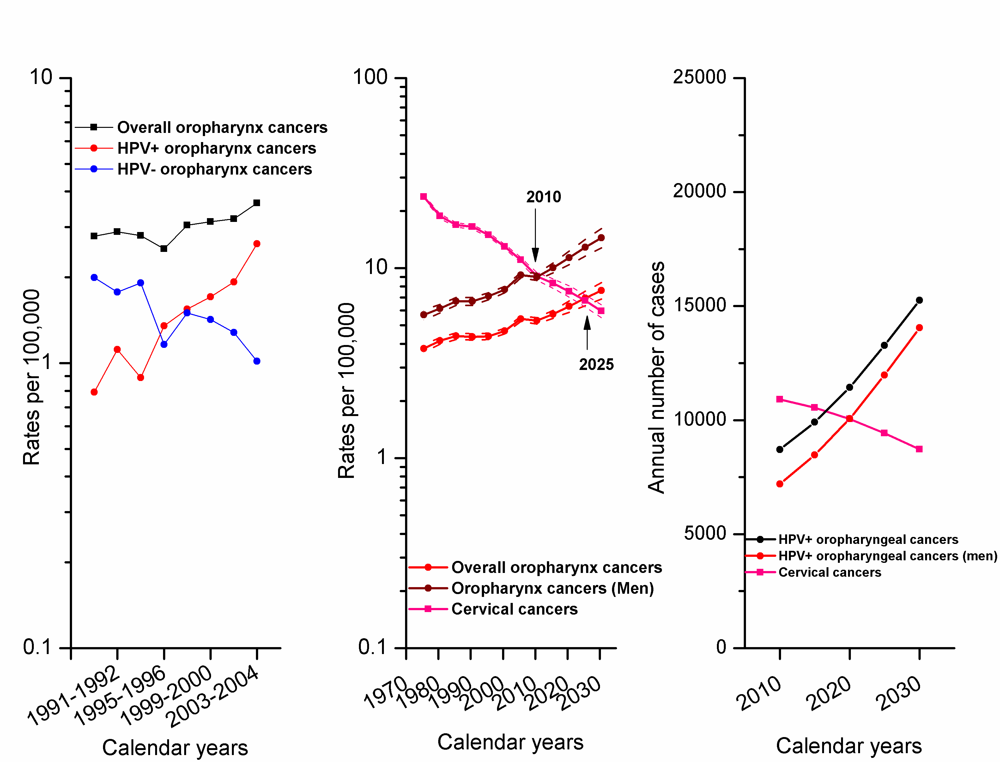 10
1
0.1
Rates per 100,000
Overall oropharynx cancers
HPV+ oropharynx cancers
HPV- oropharynx cancers
1991-1992
1995-1996
1999-2000
2003-2004
Calendar years
100
10
1
0.1
Rates per 100,000
2010
2025
Overall oropharynx cancers
Oropharynx cancers (Men)
Cervical cancers
1970
1980
1990
2000
2010
2020
2030
Calendar years
25000
20000
15000
10000
5000
0
Annual number of cases
HPV+ oropharyngeal cancers
HPV+ oropharyngeal cancers (men)
Cervical cancers
2010
2020
2030
Calendar years